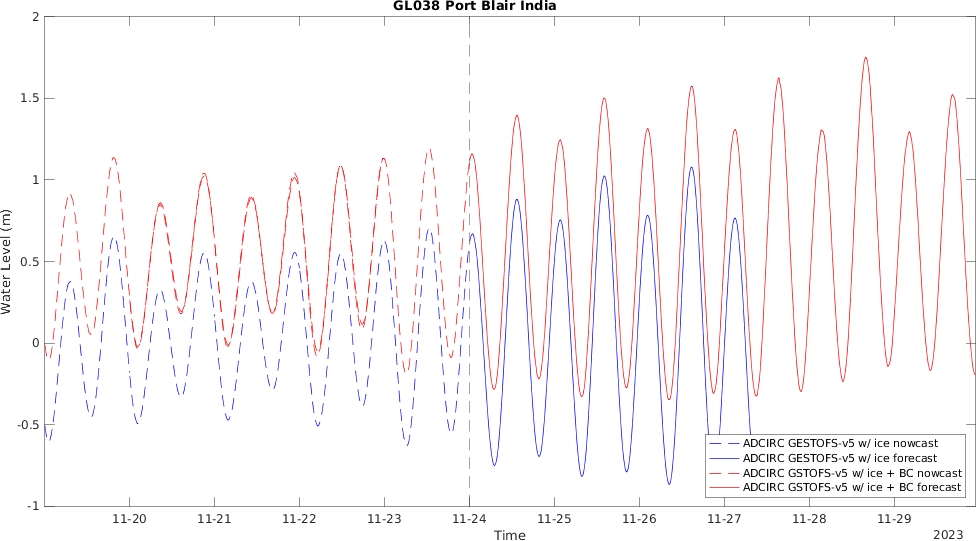 GL038 Port Blair India
2
1.5
1
0.5
0
-0.5
-1
Water Level (m)
11-20 11-21 11-22 11-23 11-24 11-25 11-26 11-27 11-28 11-29
Time
2023
ADCIRC GESTOFS-v5 w/ ice nowcast
ADCIRC GESTOFS-v5 w/ ice forecast
ADCIRC GSTOFS-v5 w/ ice + BC nowcast
ADCIRC GSTOFS-v5 w/ ice + BC forecast